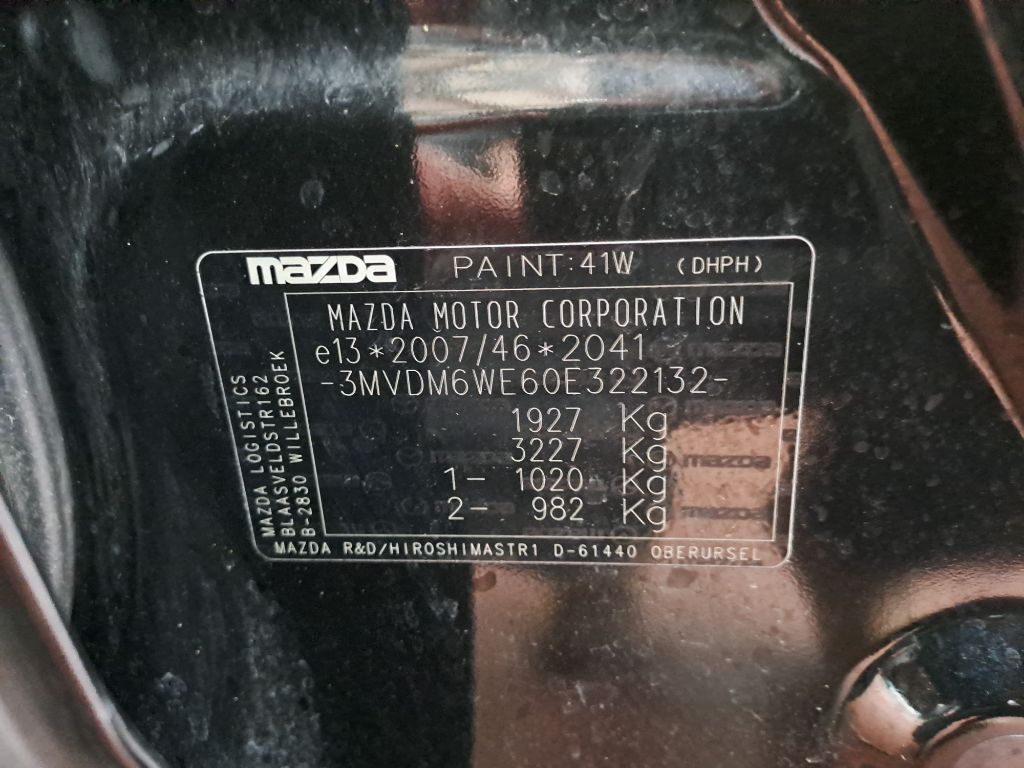 mazda PAINT:41W (DHPH)
MAZDA MOTOR CORPORATION
e13*2007/46*2041
-3MVDM6WE60E322132-
1927 Kg
3227 Kg
1- 1020 Kg
2- 982 Kg
MAZDA LOGISTICS
BLAASVELDSTR162
B-2830 WILLEBROEK
MAZDA R&D/HIROSHIMASTR1 D-61440 OBERURSEL